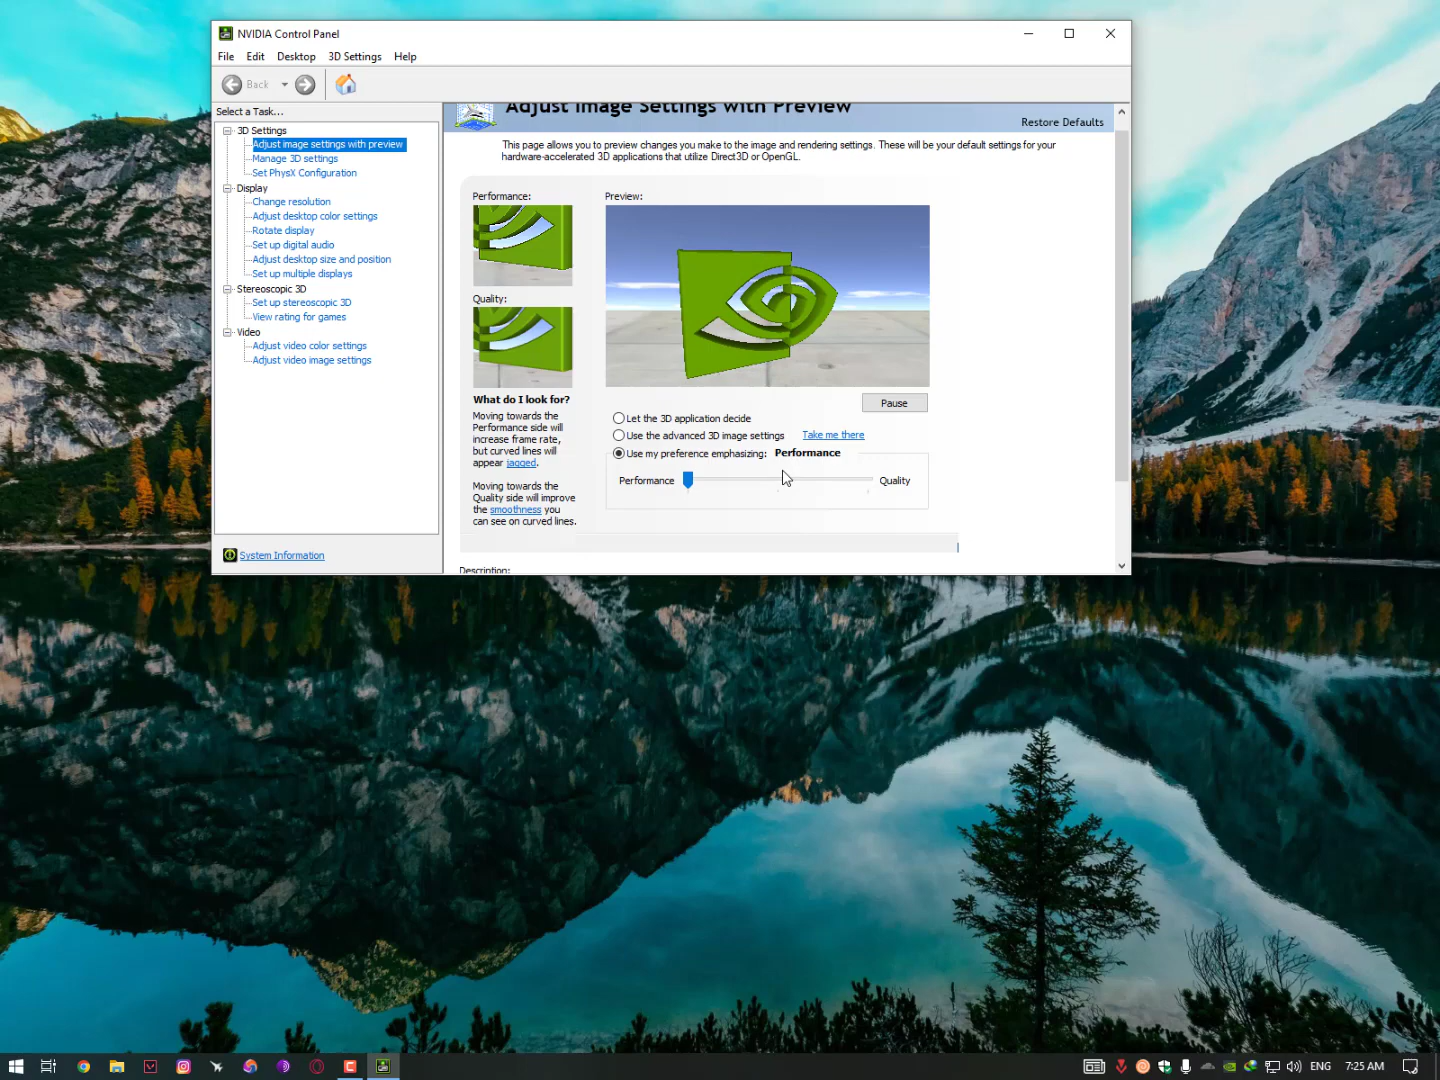 NVIDIA Control Panel
File Edit Desktop 3D Settings Help
Back
Select a Task...
3D Settings
Adjust image settings with preview
Manage 3D settings
Set PhysX Configuration
Display
Change resolution
Adjust desktop color settings
Rotate display
Set up digital audio
Adjust desktop size and position
Set up multiple displays
Stereoscopic 3D
Set up stereoscopic 3D
View rating for games
Video
Adjust video color settings
Adjust video image settings
System Information
Adjust Image Settings with Preview
Restore Defaults
This page allows you to preview changes you make to the image and rendering settings. These will be your default settings for your
hardware-accelerated 3D applications that utilize Direct3D or OpenGL.
Performance:
Quality:
What do I look for?
Moving towards the
Performance side will
increase frame rate,
but curved lines will
appear jagged.
Moving towards the
Quality side will improve
the smoothness you
can see on curved lines.
Preview:
Pause
Let the 3D application decide
Use the advanced 3D image settings Take me there
Use my preference emphasizing: Performance
Performance Quality
Description:
ENG 7:25 AM